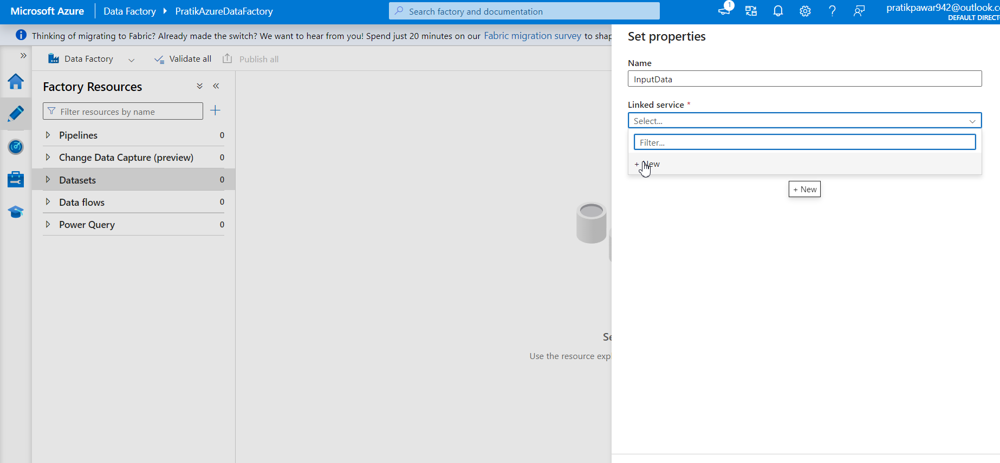 Microsoft Azure
Data Factory
PratikAzureDataFactory
Search factory and documentation
1
pratikpawar942@outlook.c
DEFAULT DIRECT
Thinking of migrating to Fabric? Already made the switch? We want to hear from you! Spend just 20 minutes on our Fabric migration survey to shap
Data Factory
Validate all
Publish all
Factory Resources
Filter resources by name
Pipelines 0
Change Data Capture (preview) 0
Datasets 0
Data flows 0
Power Query 0
Se
Use the resource exp
Set properties
Name
InputData
Linked service *
Select...
Filter...
+ New
+ New